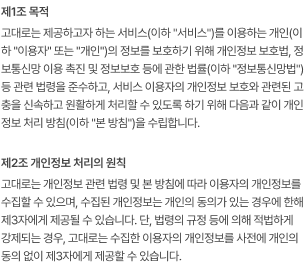 제1조 목적
고대로는 제공하고자 하는 서비스(이하 "서비스")를 이용하는 개인(이
하 "이용자" 또는 "개인")의 정보를 보호하기 위해 개인정보 보호법, 정
보통신망 이용 촉진 및 정보보호 등에 관한 법률(이하 "정보통신망법")
등 관련 법령을 준수하고, 서비스 이용자의 개인정보 보호와 관련된 고
충을 신속하고 원활하게 처리할 수 있도록 하기 위해 다음과 같이 개인
정보 처리 방침(이하 "본 방침")을 수립합니다.
제2조 개인정보 처리의 원칙
고대로는 개인정보 관련 법령 및 본 방침에 따라 이용자의 개인정보를
수집할 수 있으며, 수집된 개인정보는 개인의 동의가 있는 경우에 한해
제3자에게 제공될 수 있습니다. 단, 법령의 규정 등에 의해 적법하게
강제되는 경우, 고대로는 수집한 이용자의 개인정보를 사전에 개인의
동의 없이 제3자에게 제공할 수 있습니다.